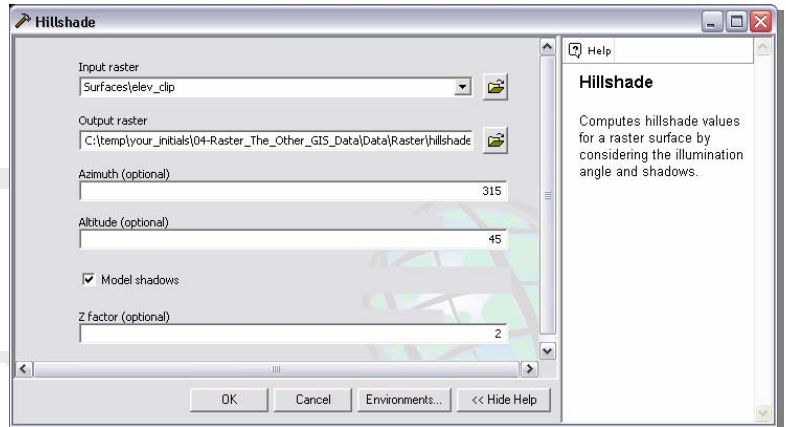 Hillshade
Input raster
Surfaces\elev_clip
Output raster
C:\temp\your_initials\04-Raster_The_Other_GIS_Data\Data\Raster\hillshade
Azimuth (optional)
315
Altitude (optional)
45
Model shadows
Z factor (optional)
2
OK
Cancel
Environments...
<< Hide Help
Help
Hillshade
Computes hillshade values
for a raster surface by
considering the illumination
angle and shadows.